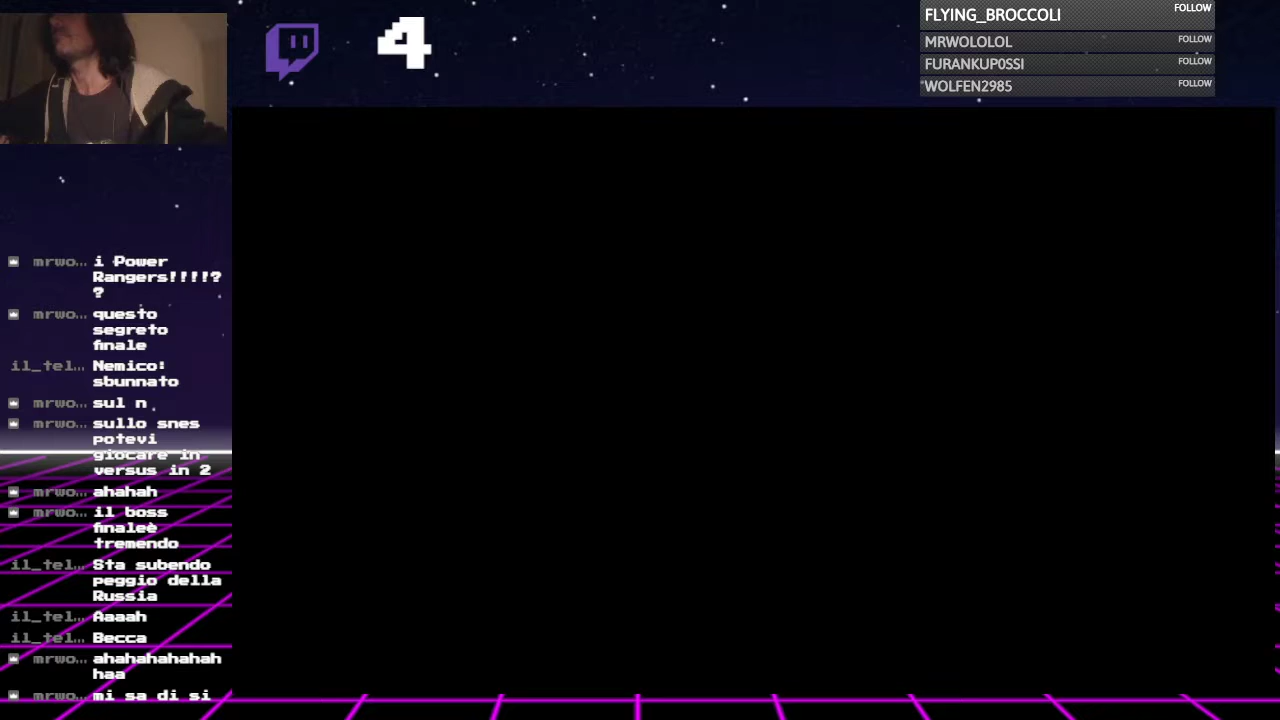 4
FLYING_BROCCOLI FOLLOW
MRWOLOLOL FOLLOW
FURANKUP0SSI FOLLOW
WOLFEN2985 FOLLOW
mrwo... i Power
Rangers!!!!?
?
mrwo... questo
segreto
finale
il_tel... Nemico:
sbunnato
mrwo... sul n
mrwo... sullo snes
potevi
giocare in
versus in 2
mrwo... ahahah
mrwo... il boss
finaleè
tremendo
il_tel... Sta subendo
peggio della
Russia
il_tel... Aaaah
il_tel... Becca
mrwo... ahahahahahah
haa
mrwo... mi sa di si